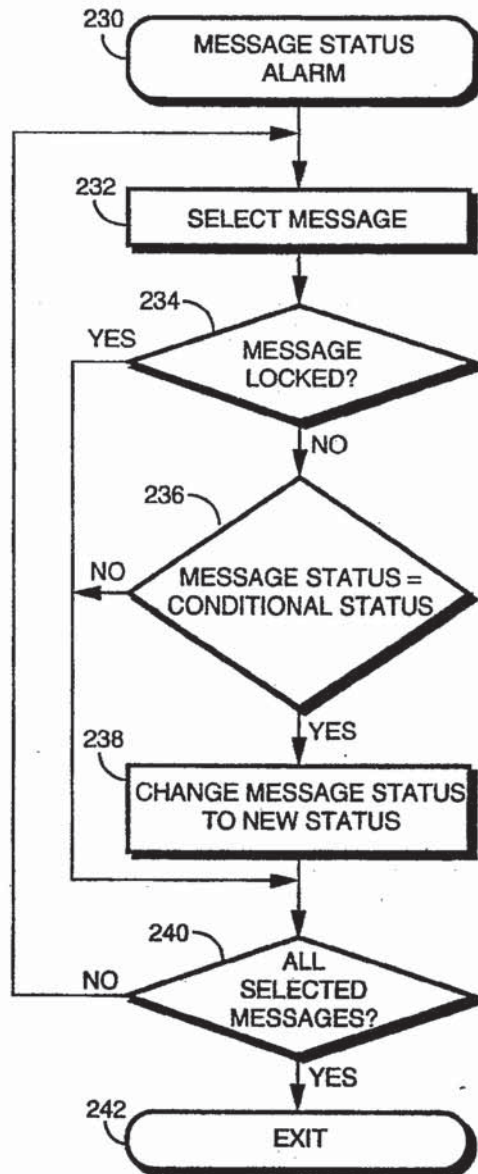 230
MESSAGE STATUS
ALARM
232
SELECT MESSAGE
234
YES
MESSAGE
LOCKED?
NO
236
NO
MESSAGE STATUS =
CONDITIONAL STATUS
YES
238
CHANGE MESSAGE STATUS
TO NEW STATUS
240
ALL
SELECTED
MESSAGES?
NO
YES
242
EXIT